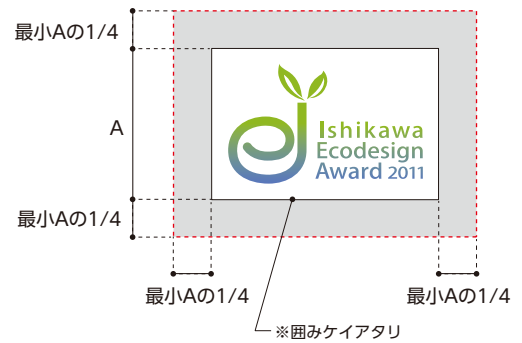 最小Aの1/4
A
Ishikawa
Ecodesign
Award 2011
最小Aの1/4
最小Aの1/4
最小Aの1/4
※囲みケイアタリ